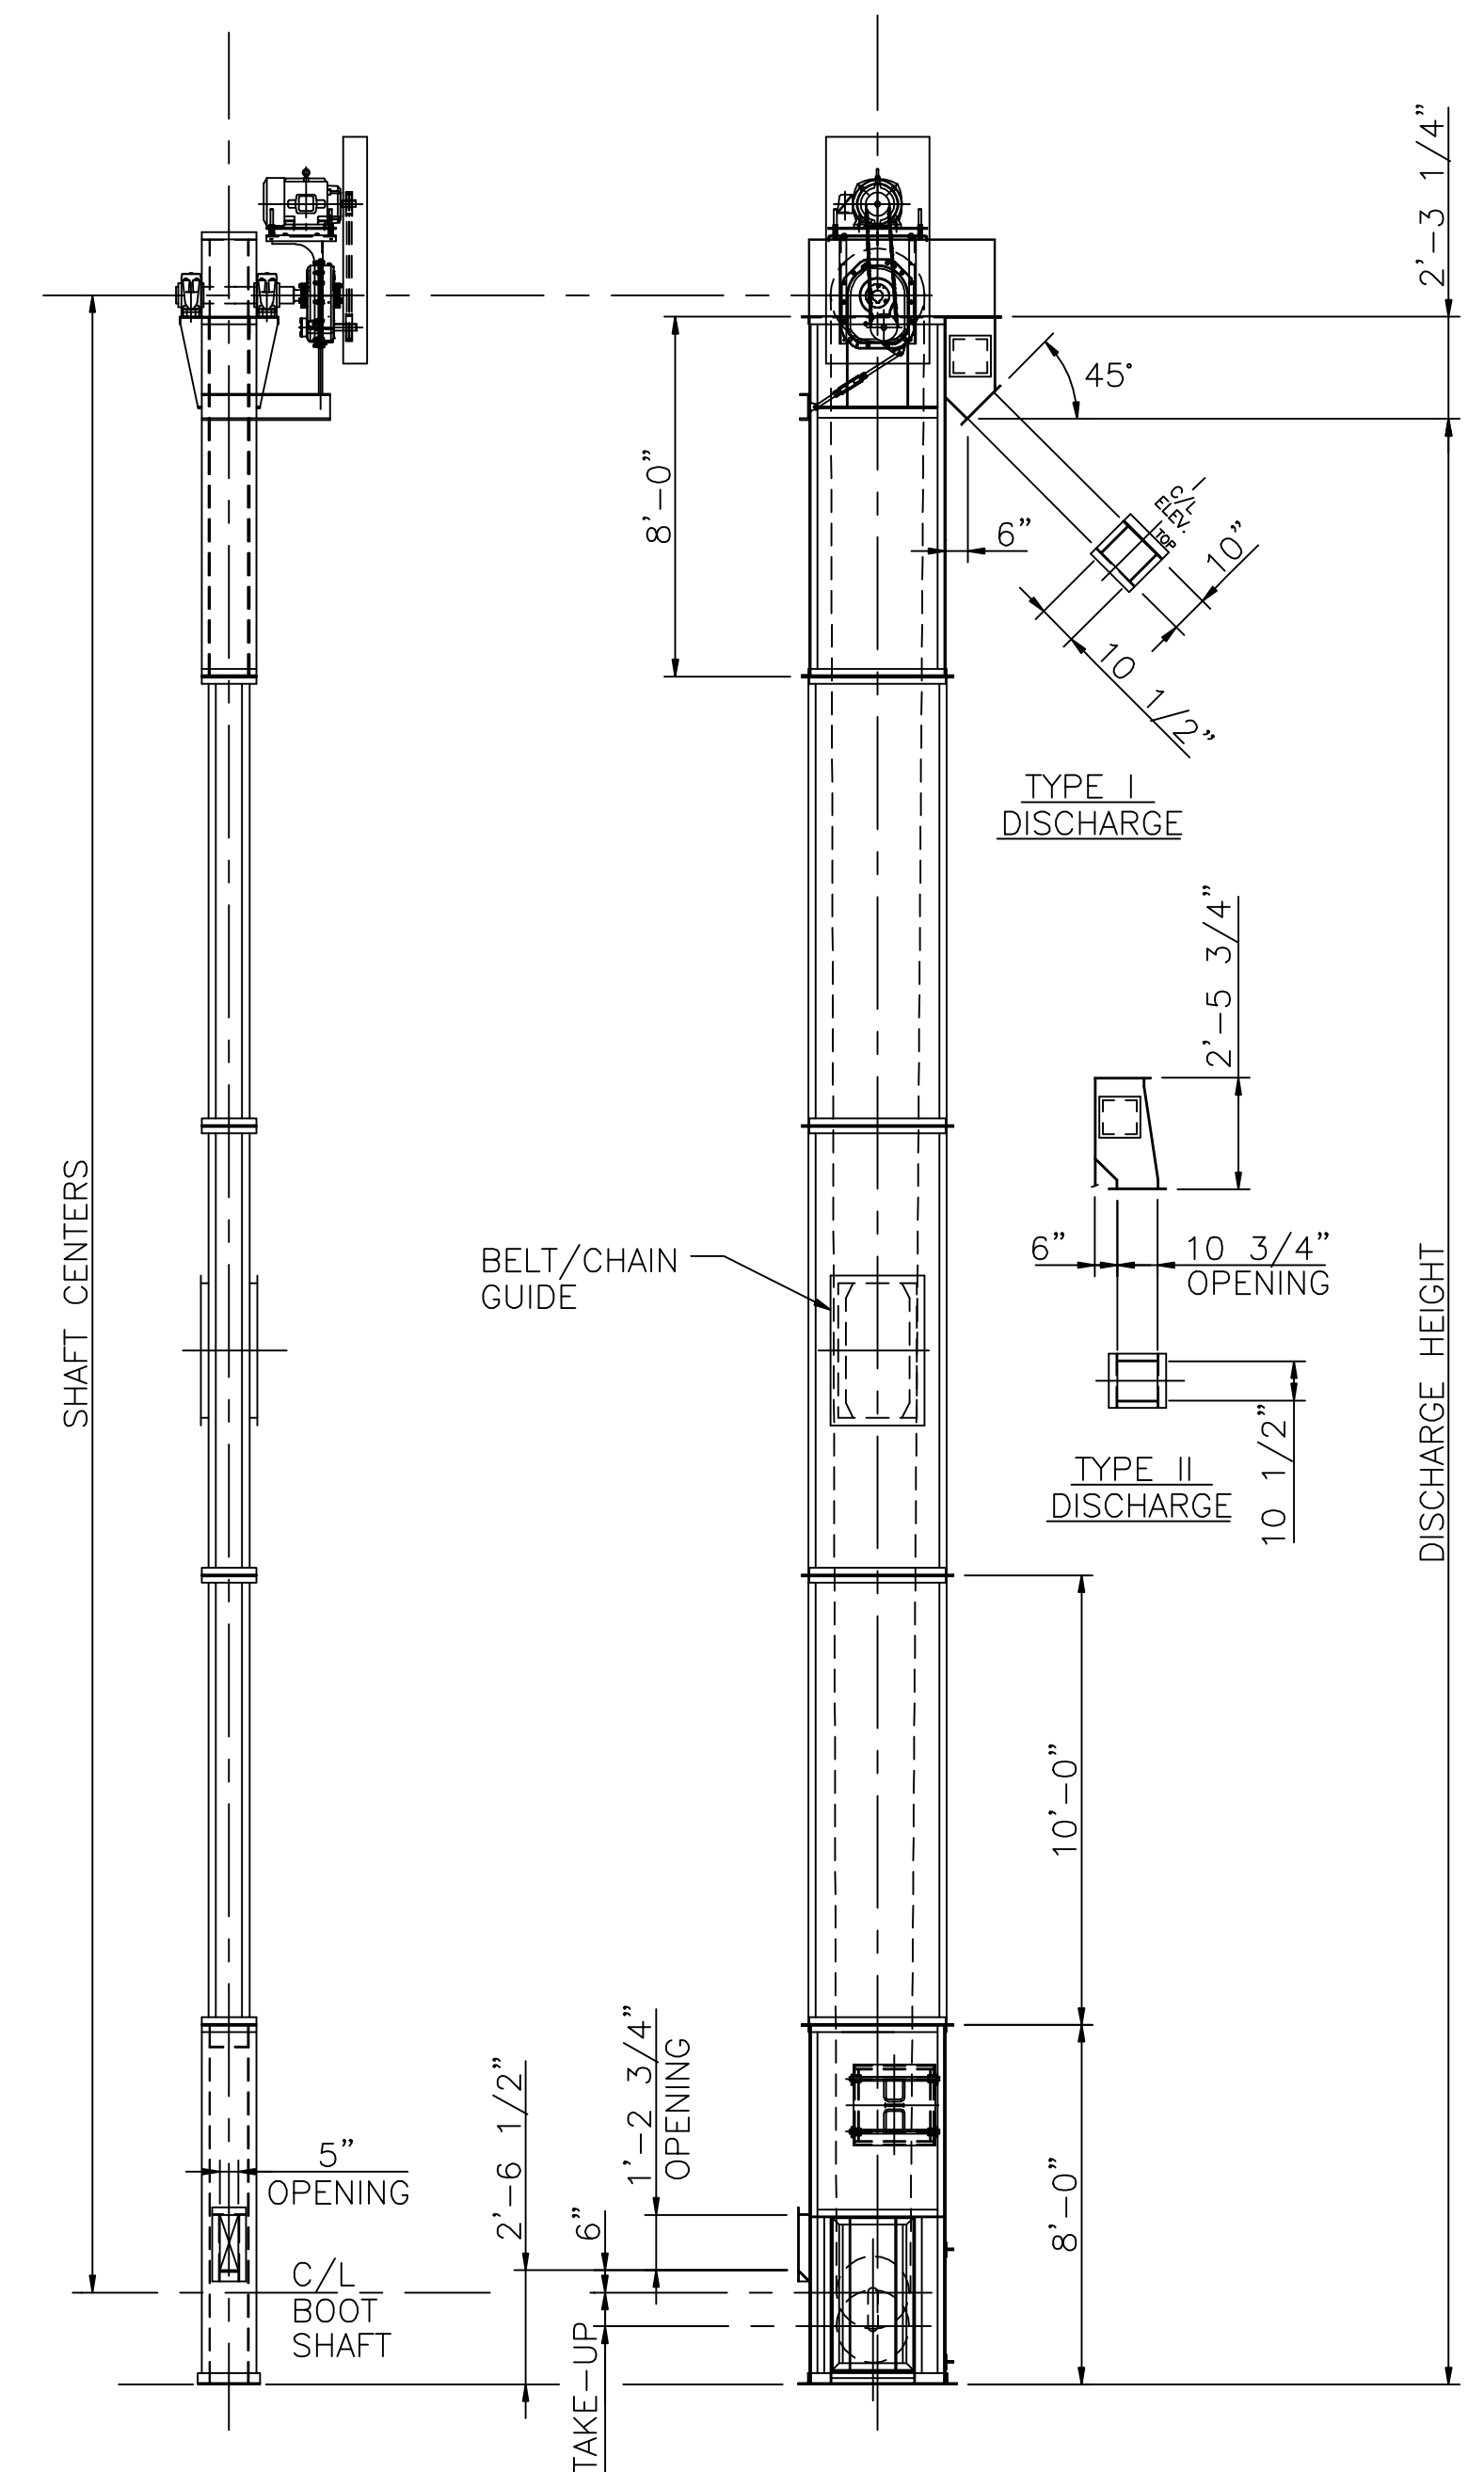 2'-3 1/4"
45°
8'-0"
6"
C/L
ELEV.
TOP
10"
10 1/2"
TYPE I
DISCHARGE
2'-5 3/4"
SHAFT CENTERS
BELT/CHAIN
GUIDE
6"
10 3/4"
OPENING
DISCHARGE HEIGHT
10 1/2"
TYPE II
DISCHARGE
10'-0"
1'-2 3/4"
OPENING
2'-6 1/2"
5"
OPENING
6"
8'-0"
C/L
BOOT
SHAFT
TAKE-UP